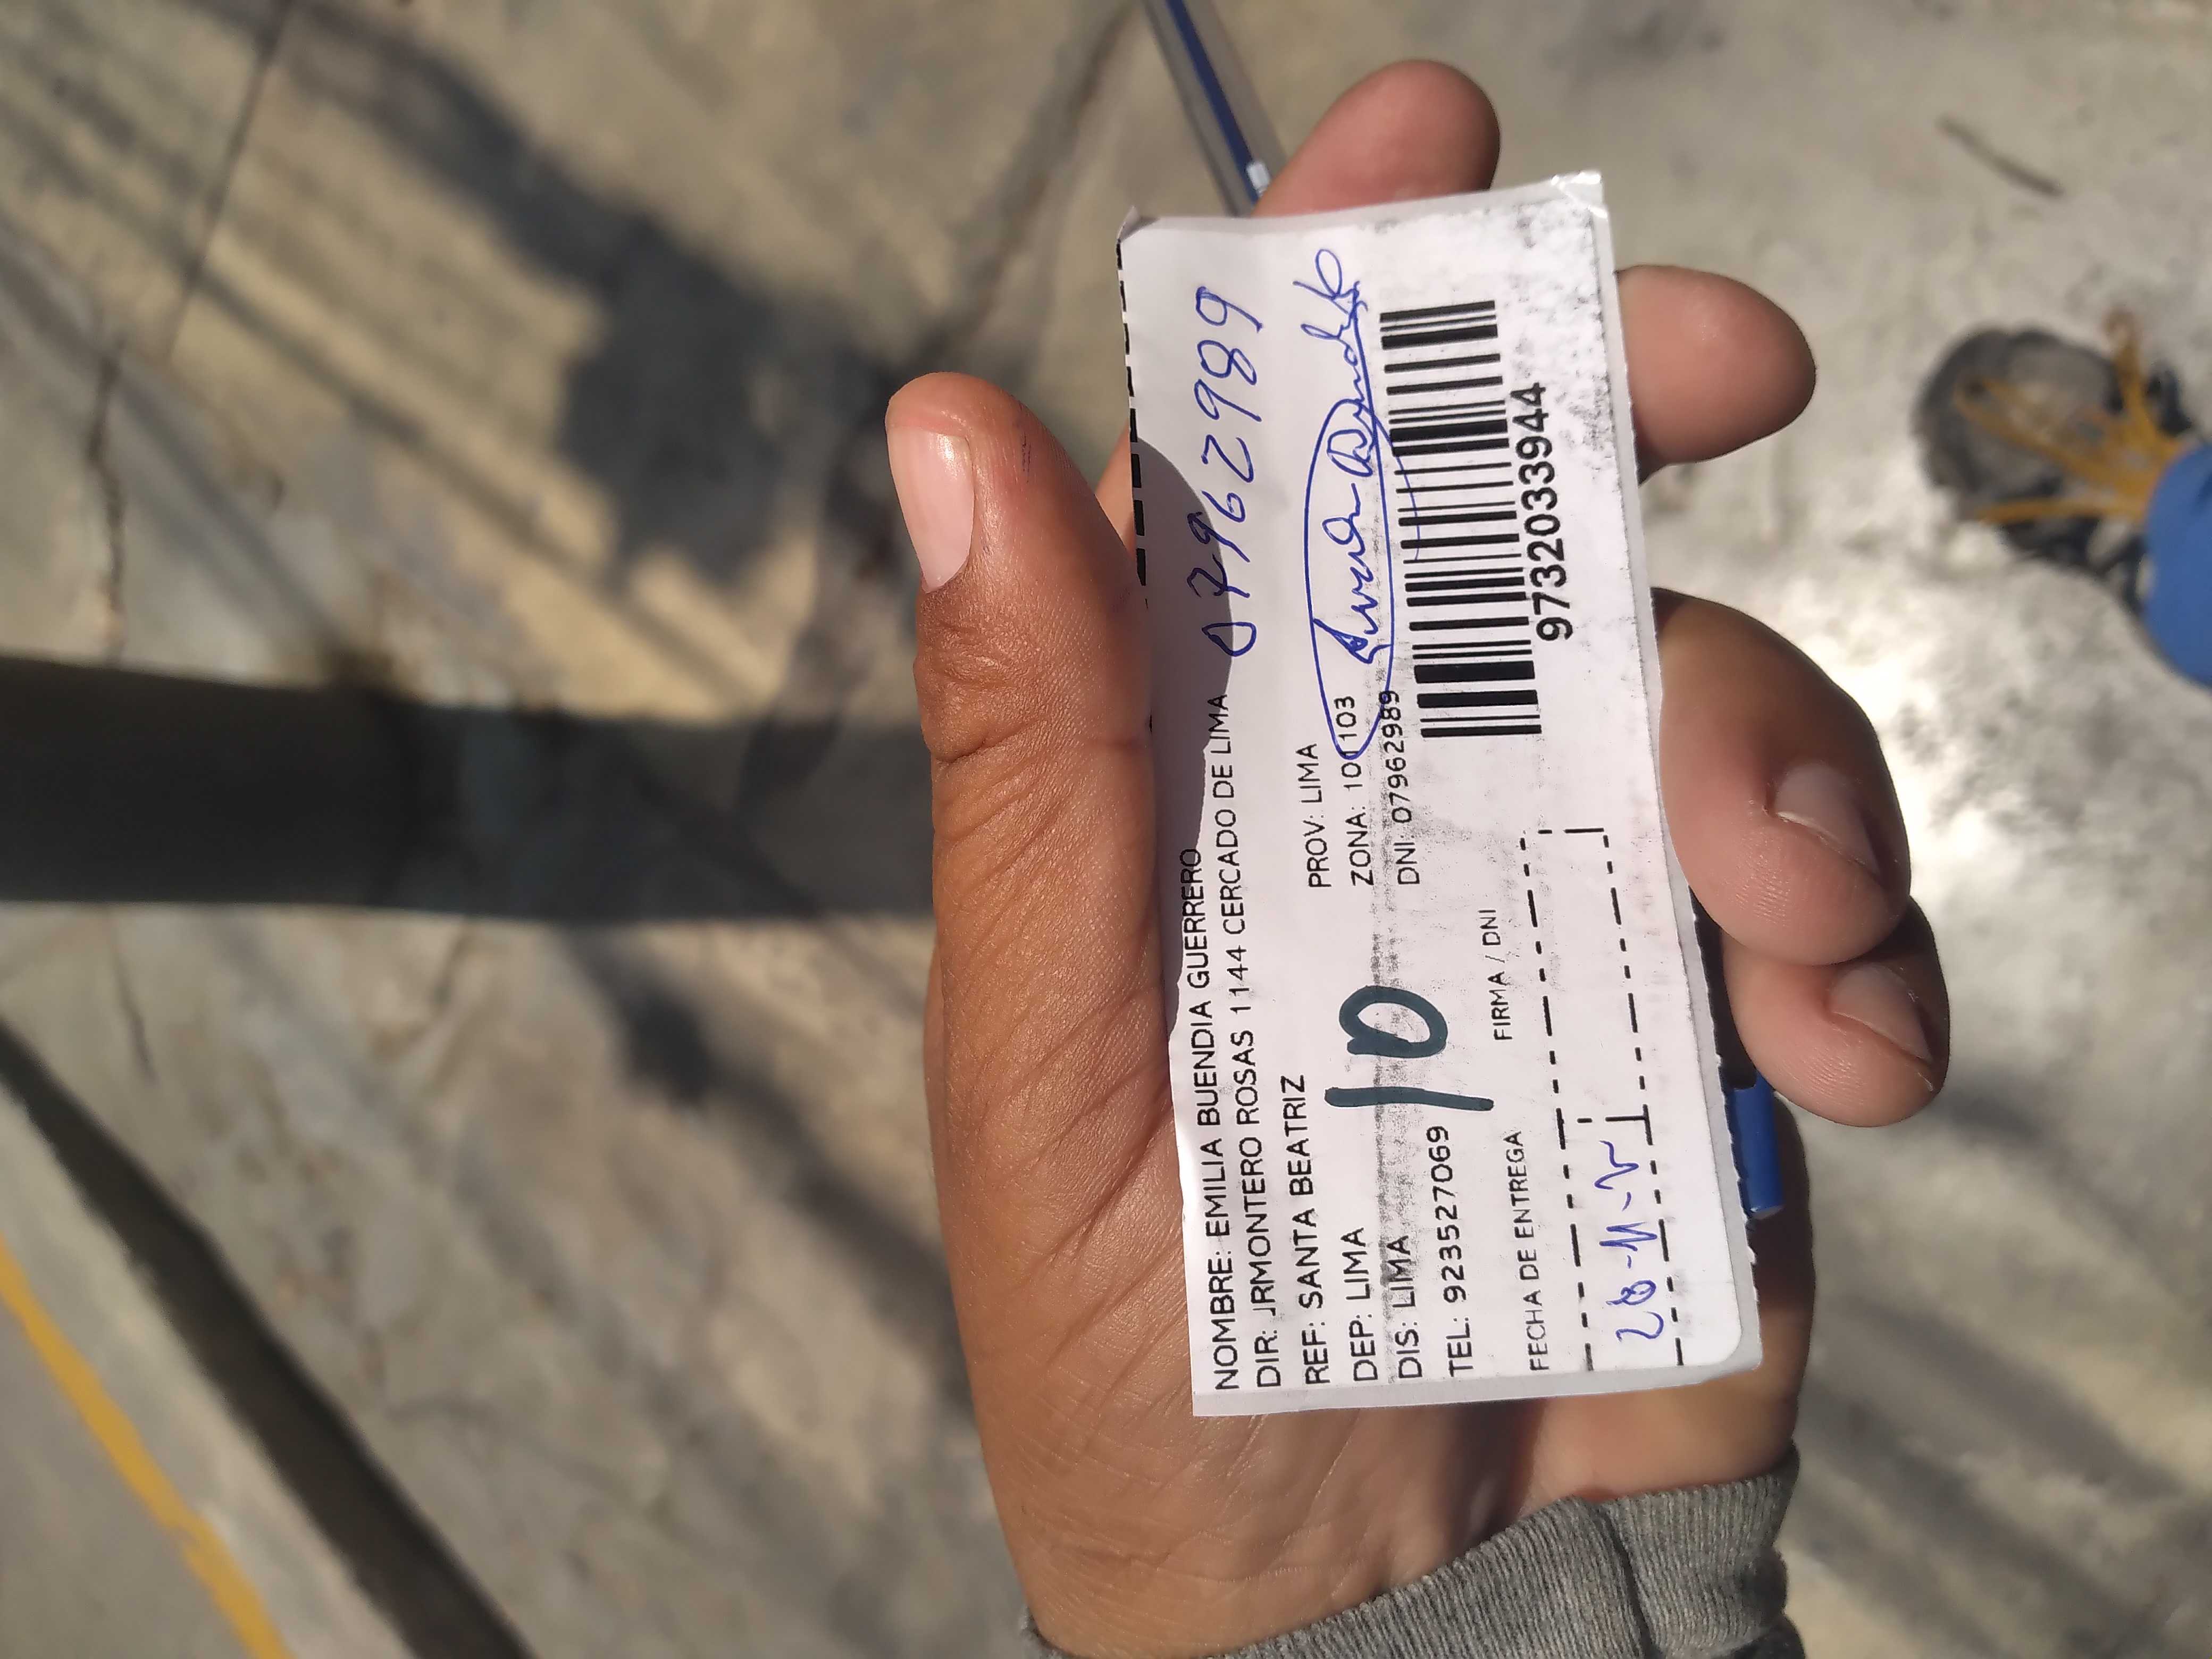 07962989
NOMBRE: EMILIA BUENDIA GUERRERO
DIR: JRMONTERO ROSAS 1144 CERCADO DE LIMA
REF: SANTA BEATRIZ
DEP: LIMA PROV: LIMA
DIS: LIMA ZONA: 101103
TEL: 923527069 DNI: 07962989
10
FECHA DE ENTREGA FIRMA / DNI
9732033944